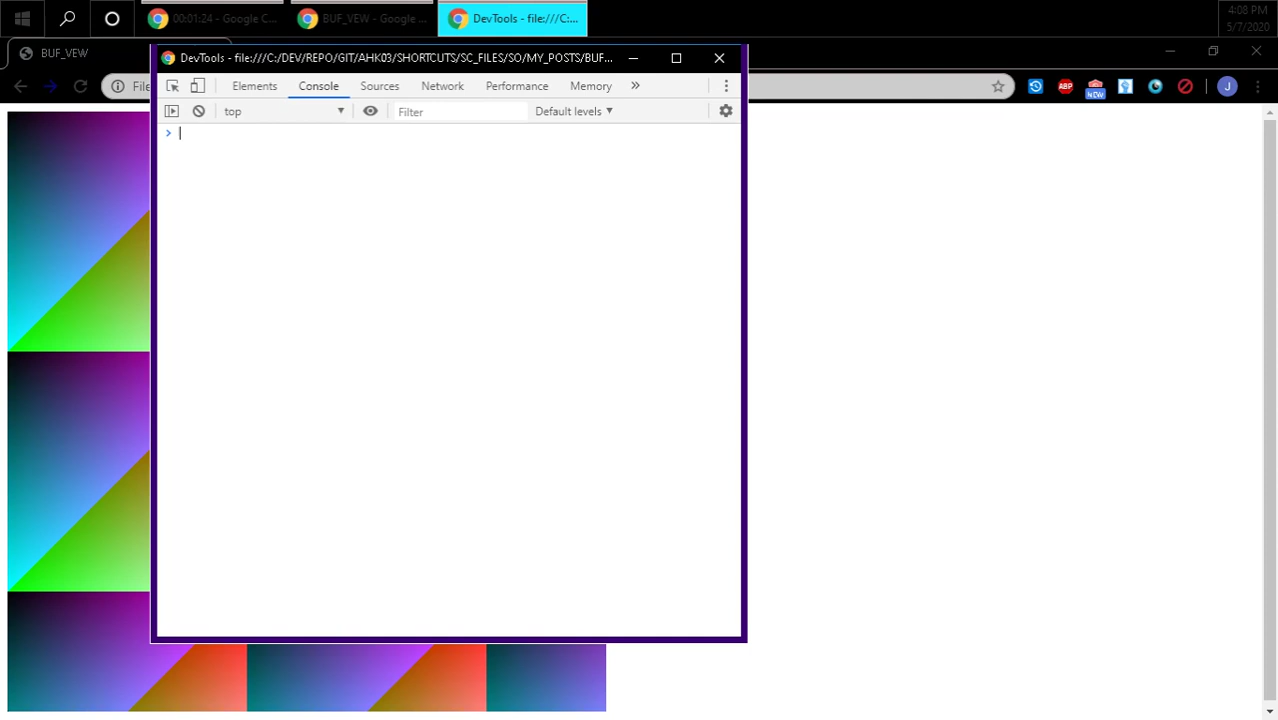 00:01:24 - Google C...
BUF_VEW - Google ...
DevTools - file:///C:/...
4:08 PM
5/7/2020
BUF_VEW
DevTools - file:///C:/DEV/REPO/GIT/AHK03/SHORTCUTS/SC_FILES/SO/MY_POSTS/BUF...
File
ABP
NEW
J
Elements
Console
Sources
Network
Performance
Memory
top
Filter
Default levels